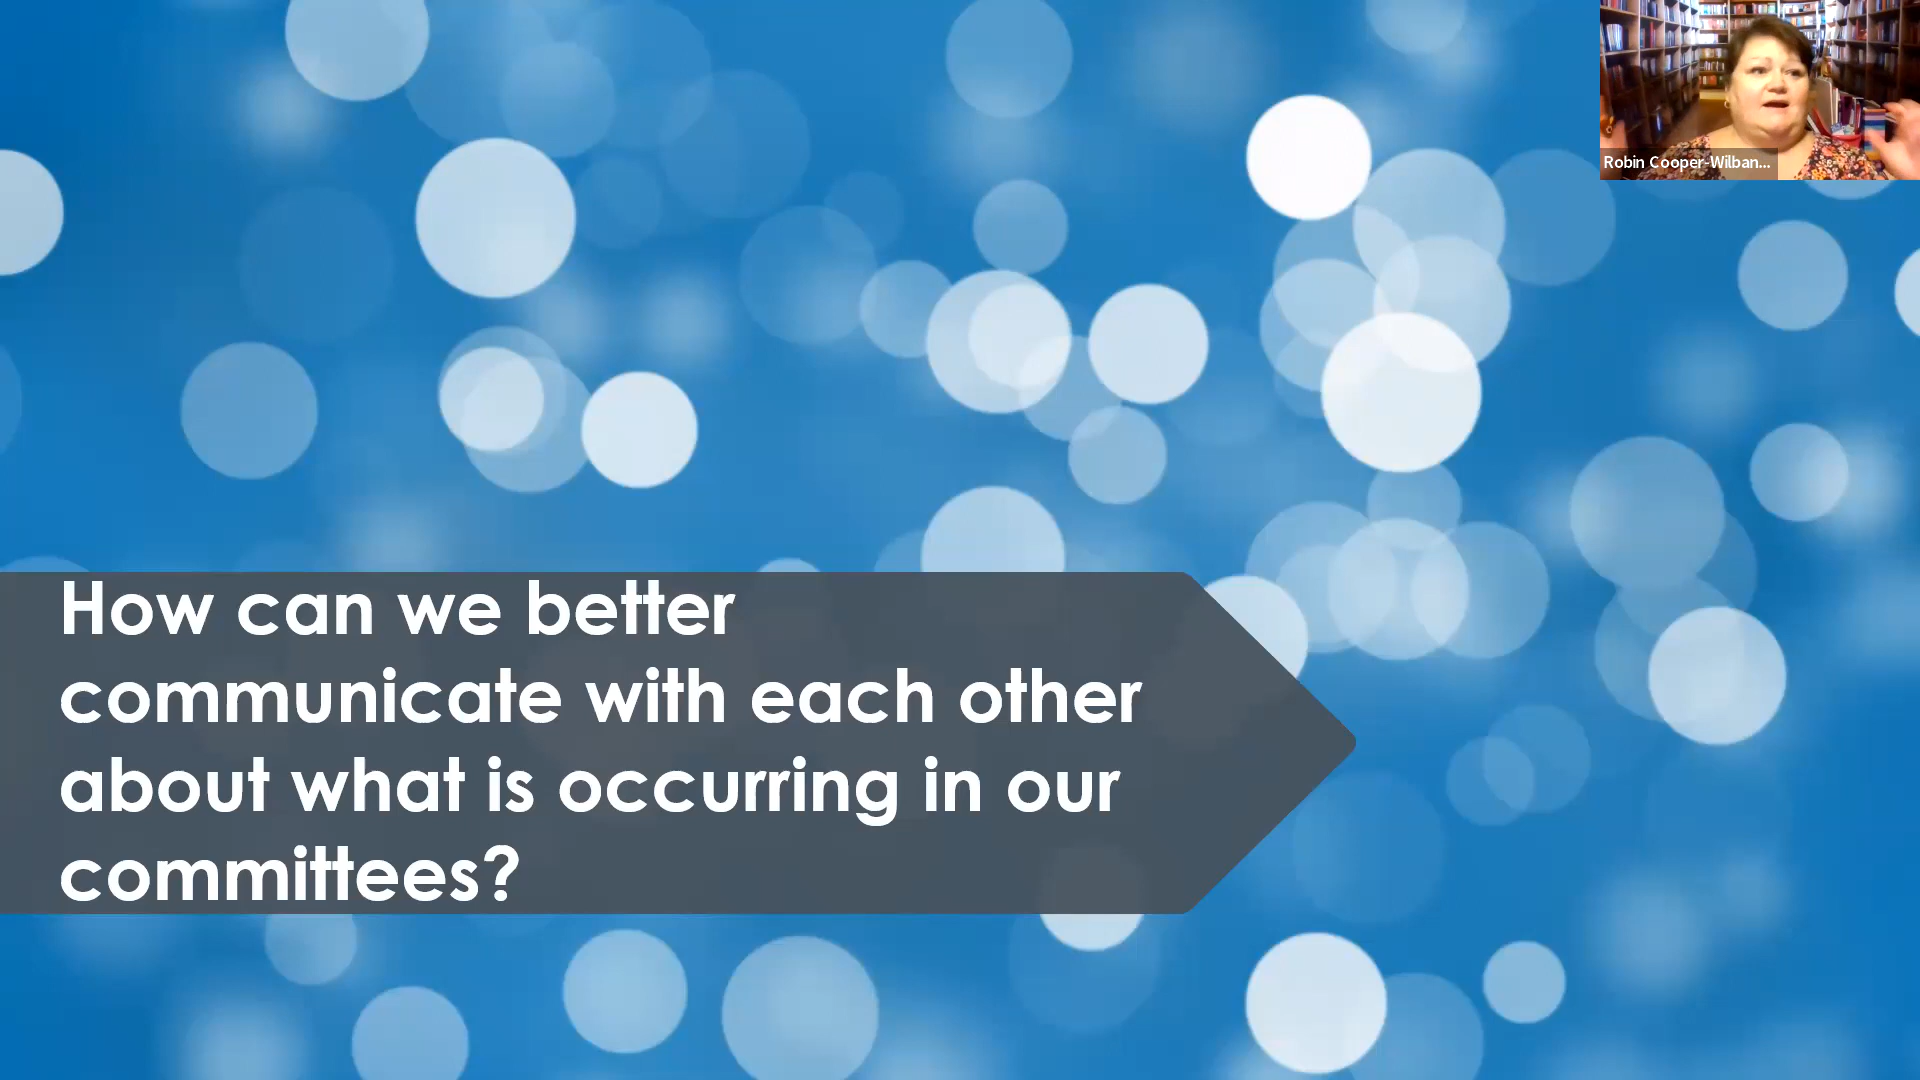 Robin Cooper-Wilban...
How can we better
communicate with each other
about what is occurring in our
committees?